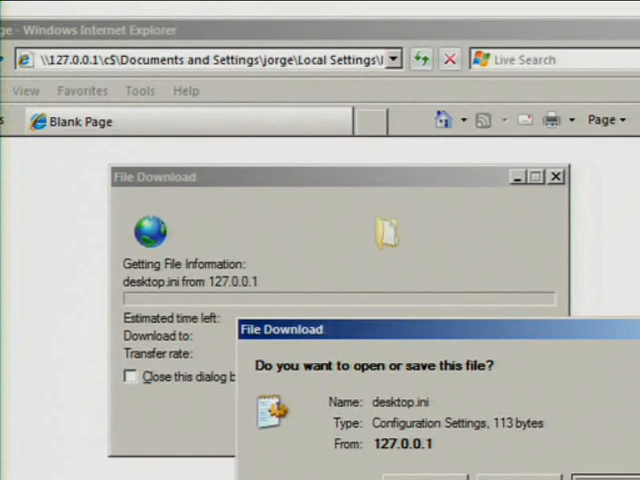 ge - Windows Internet Explorer
\\127.0.0.1\c$\Documents and Settings\jorge\Local Settings\
Live Search
View Favorites Tools Help
s
Blank Page
Page
File Download
Getting File Information:
desktop.ini from 127.0.0.1
Estimated time left:
Download to:
Transfer rate:
Close this dialog b
File Download
Do you want to open or save this file?
Name: desktop.ini
Type: Configuration Settings, 113 bytes
From: 127.0.0.1